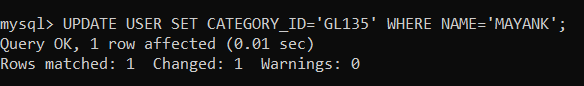 mysql> UPDATE USER SET CATEGORY_ID='GL135' WHERE NAME='MAYANK';
Query OK, 1 row affected (0.01 sec)
Rows matched: 1  Changed: 1  Warnings: 0